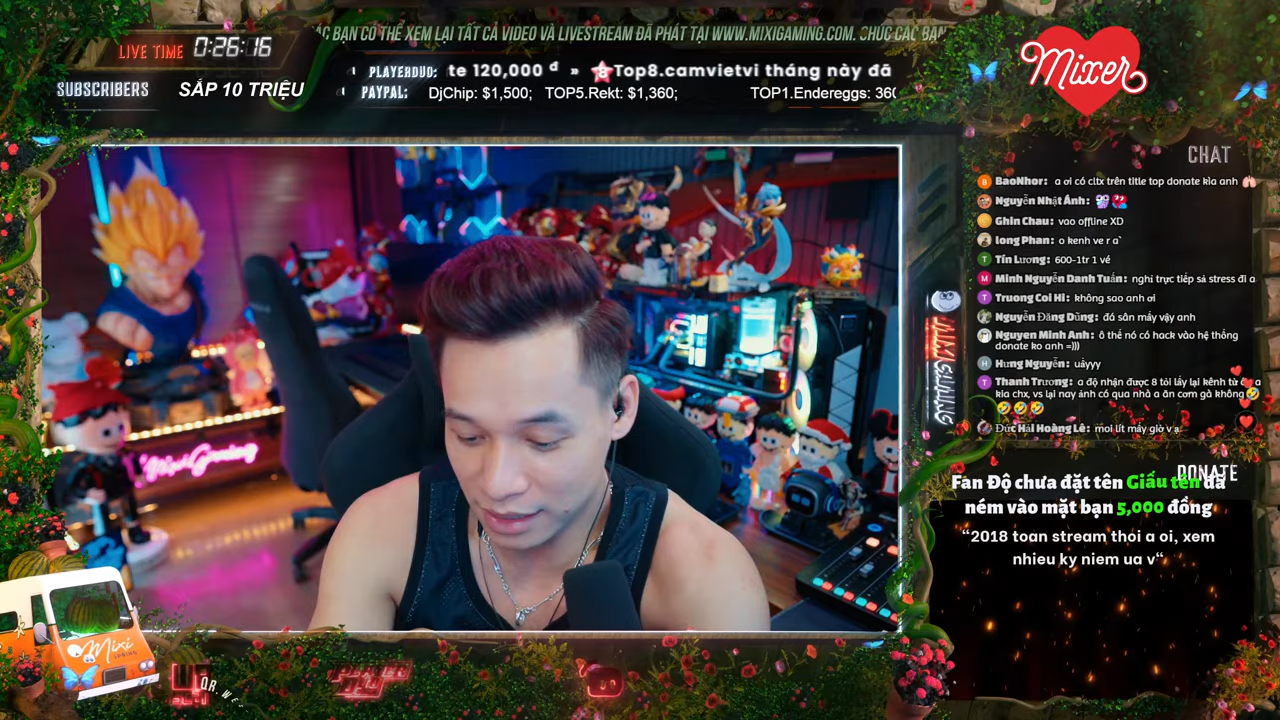 ÁC BẠN CÓ THỂ XEM LẠI TẤT CẢ VIDEO VÀ LIVESTREAM ĐÃ PHÁT TẠI WWW.MIXIGAMING.COM. CHÚC CÁC BẠN
LIVE TIME 0:26:16
SUBSCRIBERS SẮP 10 TRIỆU
PLAYERDUO: te 120,000 đ » 8 Top8.camvietvi tháng này đã
PAYPAL: DjChip: $1,500; TOP5.Rekt: $1,360; TOP1.Endereggs: 360
Mixer
CHAT
BaoNhor: a ơi có cltx trên title top donate kìa anh
Nguyễn Nhật Ánh:
Ghin Chau: vao offline XD
long Phan: o kenh ve r a`
Tín Lương: 600-1tr 1 vé
Minh Nguyễn Danh Tuấn: nghỉ trực tiếp sả stress đi a
Truong Coi Hi: không sao anh ơi
Nguyễn Đăng Dũng: đá sân mấy vậy anh
Nguyen Minh Anh: ô thế nó có hack vào hệ thống
donate ko anh =)))
Hưng Nguyễn: uầyyy
Thanh Trương: a độ nhận được 8 tỏi lấy lại kênh từ
kia chx, vs lại nay ánh có qua nhà a ăn cơm gà không
Đức Hải Hoàng Lê: moi lít mấy giờ v ạ
MixiGaming
DONATE
Fan Độ chưa đặt tên Giấu tên đã
ném vào mặt bạn 5,000 đồng
“2018 toan stream thoi a oi, xem
nhieu ky niem ua v“
Mixi
SPRING